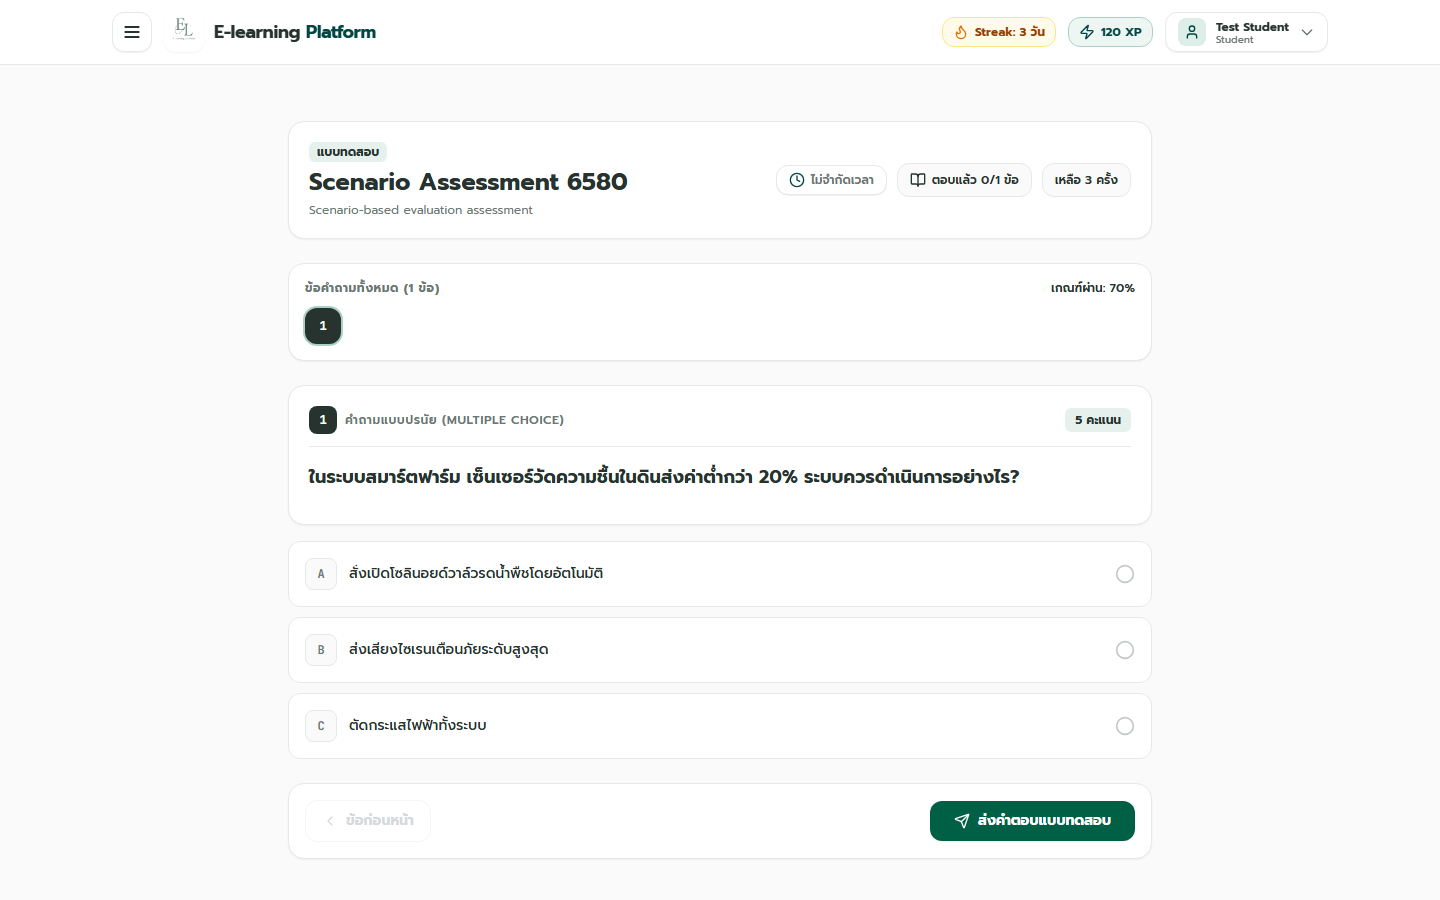 EL
E-learning Platform
Streak: 3 วัน
120 XP
Test Student
Student
แบบทดสอบ
Scenario Assessment 6580
Scenario-based evaluation assessment
ไม่จำกัดเวลา
ตอบแล้ว 0/1 ข้อ
เหลือ 3 ครั้ง
ข้อคำถามทั้งหมด (1 ข้อ)
เกณฑ์ผ่าน: 70%
1
1 คำถามแบบปรนัย (MULTIPLE CHOICE)
5 คะแนน
ในระบบสมาร์ตฟาร์ม เซ็นเซอร์วัดความชื้นในดินส่งค่าต่ำกว่า 20% ระบบควรดำเนินการอย่างไร?
A สั่งเปิดโซลินอยด์วาล์วรดน้ำพืชโดยอัตโนมัติ
B ส่งเสียงไซเรนเตือนภัยระดับสูงสุด
C ตัดกระแสไฟฟ้าทั้งระบบ
ข้อก่อนหน้า
ส่งคำตอบแบบทดสอบ